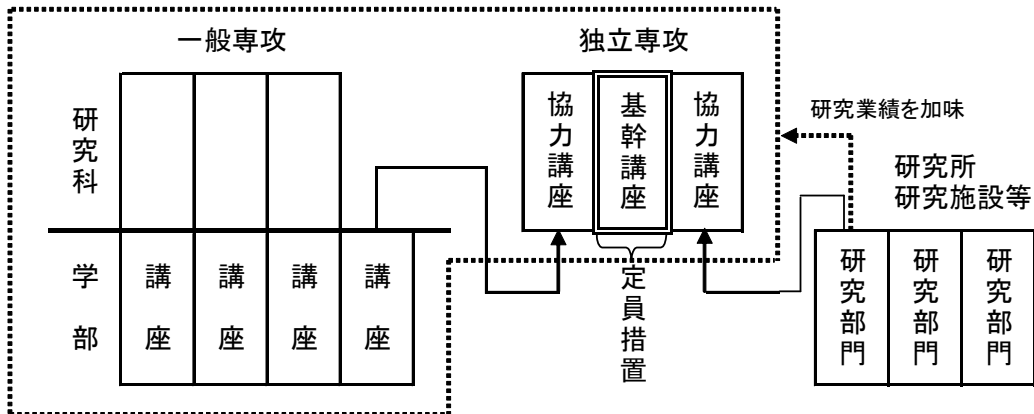 一般専攻
独立専攻
研究科
協力講座
基幹講座
協力講座
研究業績を加味
研究所
研究施設等
学部
講座
講座
講座
講座
定員措置
研究部門
研究部門
研究部門